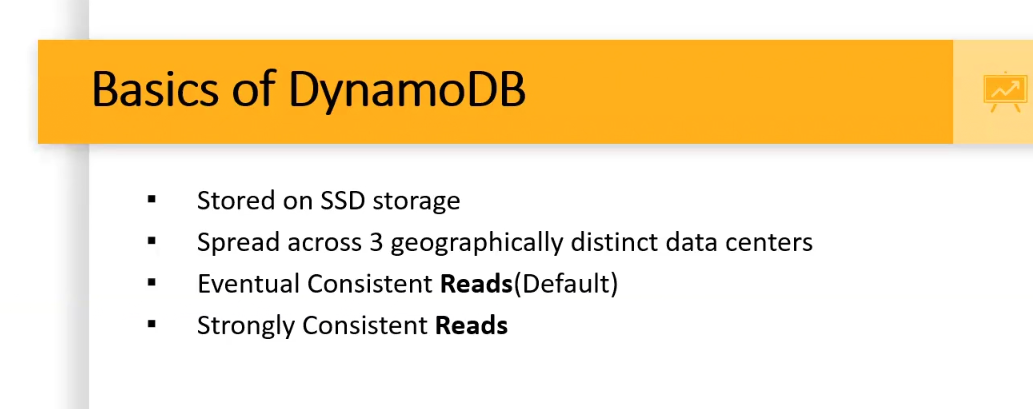 Basics of DynamoDB
▪ Stored on SSD storage
▪ Spread across 3 geographically distinct data centers
▪ Eventual Consistent Reads(Default)
▪ Strongly Consistent Reads